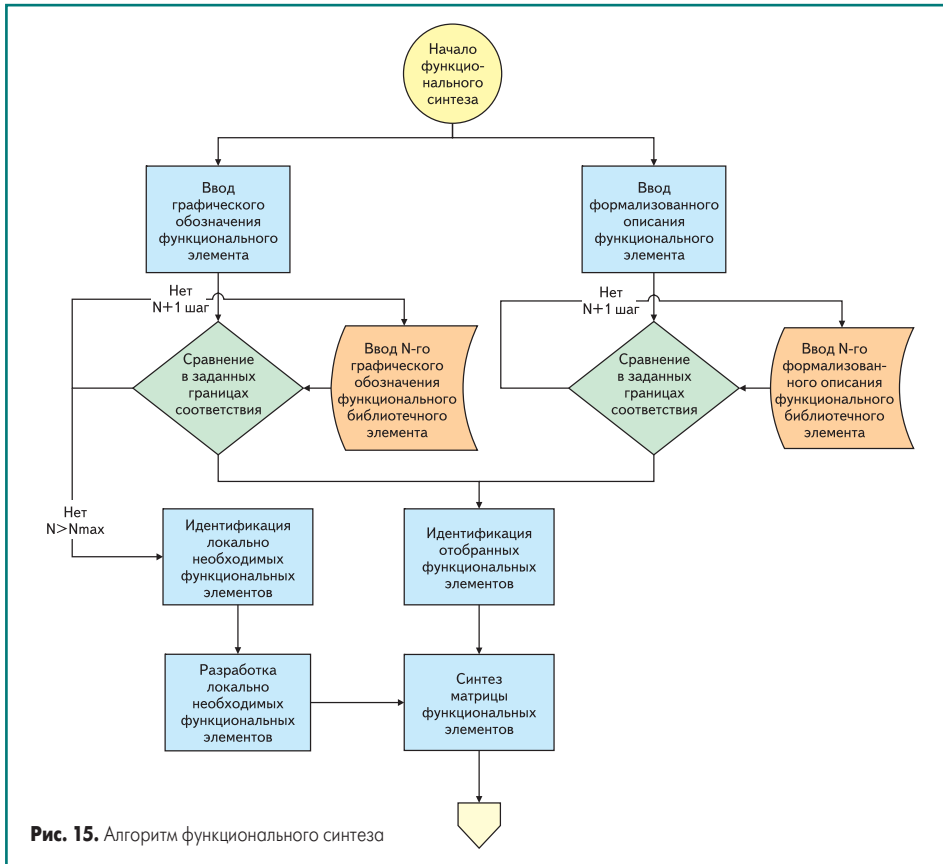 Начало
функцио-
нального
синтеза
Ввод
графического
обозначения
функционального
элемента
Ввод
формализованного
описания
функционального
элемента
Нет
N+1 шаг
Нет
N+1 шаг
Сравнение
в заданных
границах
соответствия
Ввод N-го
графического
обозначения
функционального
библиотечного
элемента
Сравнение
в заданных
границах
соответствия
Ввод N-го
формализован-
ного описания
функционального
библиотечного
элемента
Нет
N>Nmax
Идентификация
локально
необходимых
функциональных
элементов
Идентификация
отобранных
функциональных
элементов
Разработка
локально
необходимых
функциональных
элементов
Синтез
матрицы
функциональных
элементов
Рис. 15. Алгоритм функционального синтеза